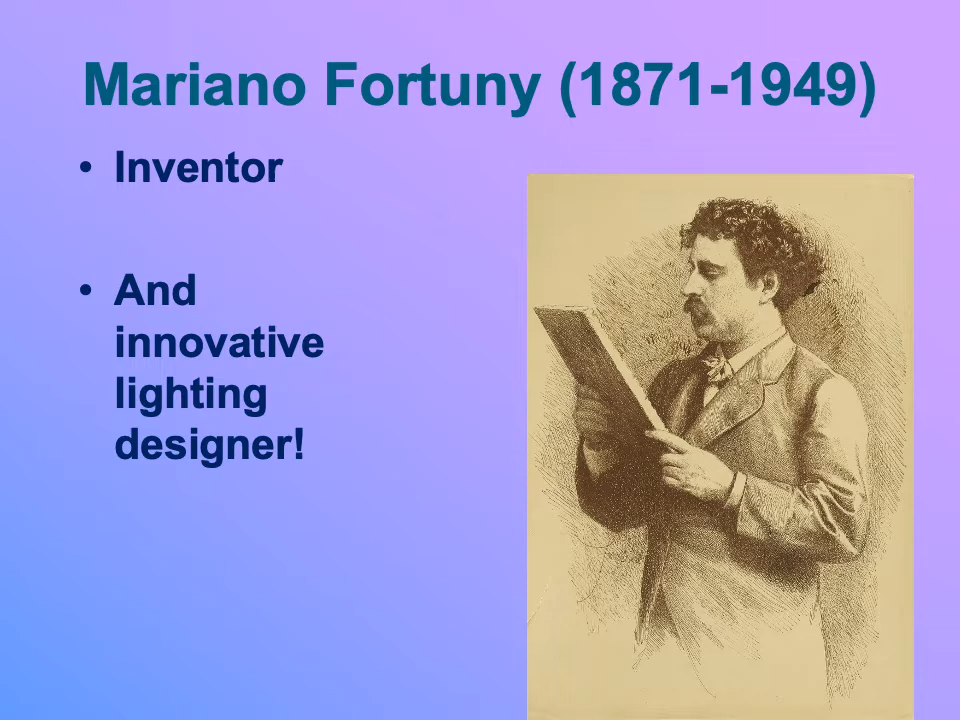 Mariano Fortuny (1871-1949)
• Inventor
• And
innovative
lighting
designer!